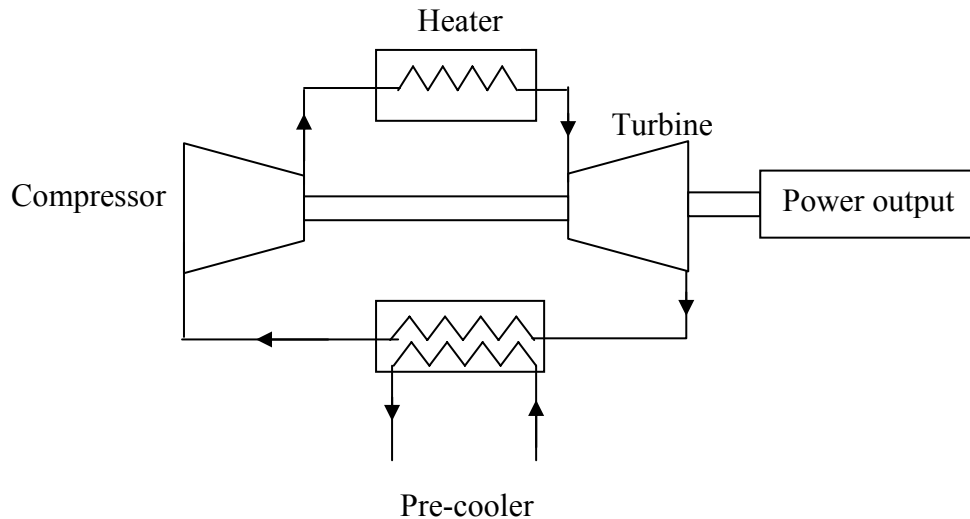 Heater
Turbine
Compressor
Power output
Pre-cooler